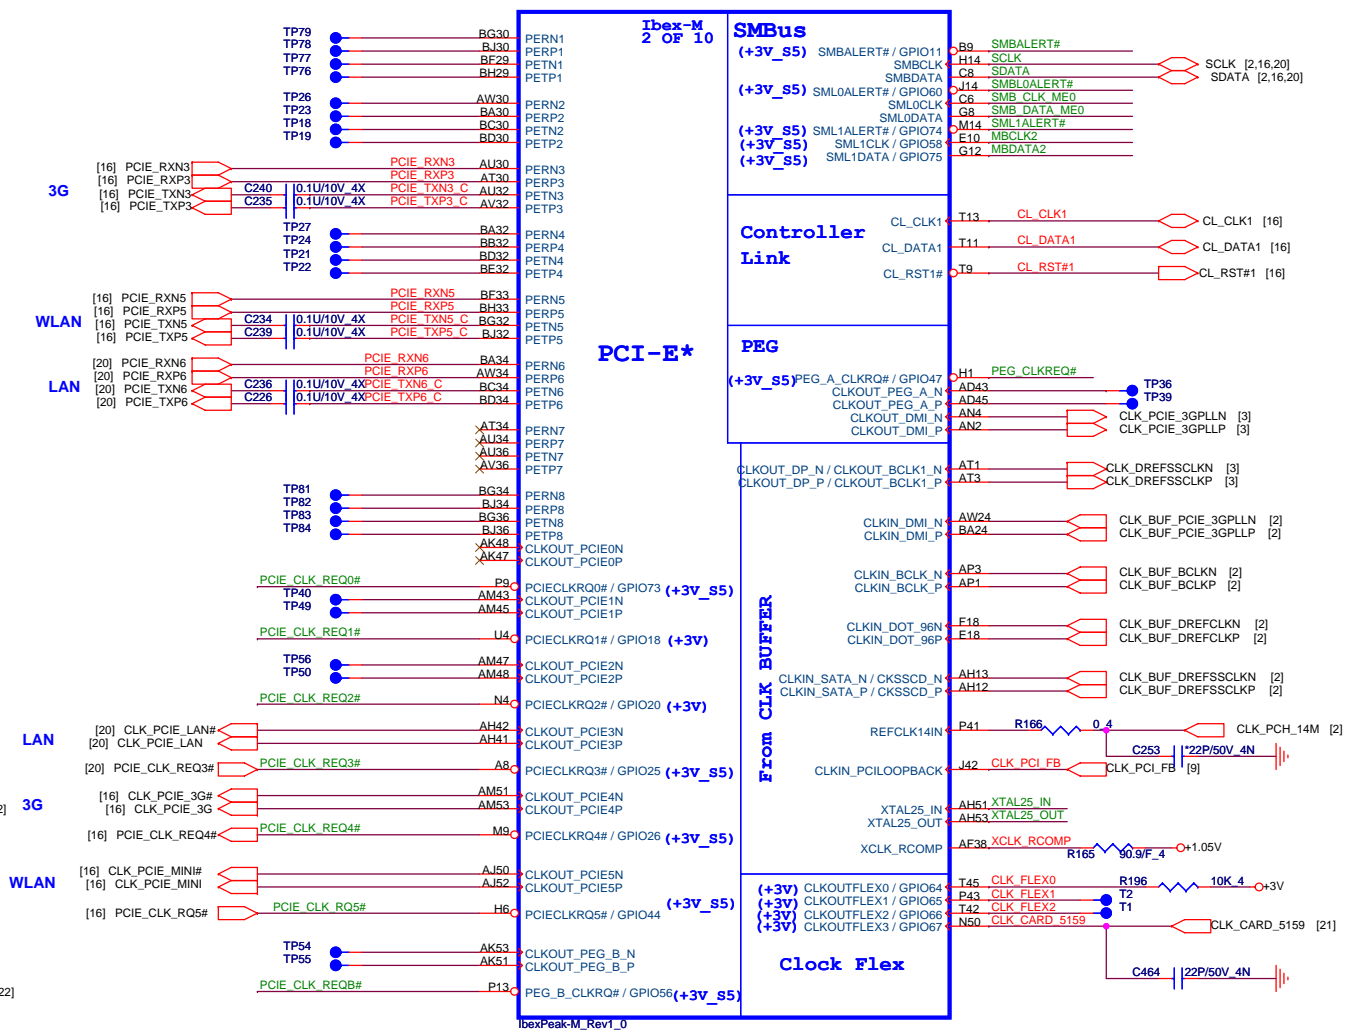 Ibex-M
2 OF 10
PCI-E*
TP79 BG30 PERN1
TP78 BJ30 PERP1
TP77 BF29 PETN1
TP76 BH29 PETP1
TP26 AW30 PERN2
TP23 BA30 PERP2
TP18 BC30 PETN2
TP19 BD30 PETP2
3G
[16] PCIE_RXN3 PCIE_RXN3 AU30 PERN3
[16] PCIE_RXP3 PCIE_RXP3 AT30 PERP3
[16] PCIE_TXN3 C240 0.1U/10V_4X PCIE_TXN3_C AU32 PETN3
[16] PCIE_TXP3 C235 0.1U/10V_4X PCIE_TXP3_C AV32 PETP3
TP27 BA32 PERN4
TP24 BB32 PERP4
TP21 BD32 PETN4
TP22 BE32 PETP4
WLAN
[16] PCIE_RXN5 PCIE_RXN5 BF33 PERN5
[16] PCIE_RXP5 PCIE_RXP5 BH33 PERP5
[16] PCIE_TXN5 C234 0.1U/10V_4X PCIE_TXN5_C BG32 PETN5
[16] PCIE_TXP5 C239 0.1U/10V_4X PCIE_TXP5_C BJ32 PETP5
LAN
[20] PCIE_RXN6 PCIE_RXN6 BA34 PERN6
[20] PCIE_RXP6 PCIE_RXP6 AW34 PERP6
[20] PCIE_TXN6 C236 0.1U/10V_4X PCIE_TXN6_C BC34 PETN6
[20] PCIE_TXP6 C226 0.1U/10V_4X PCIE_TXP6_C BD34 PETP6
AT34 PERN7
AU34 PERP7
AU36 PETN7
AV36 PETP7
TP81 BG34 PERN8
TP82 BJ34 PERP8
TP83 BG36 PETN8
TP84 BJ36 PETP8
AK48 CLKOUT_PCIE0N
AK47 CLKOUT_PCIE0P
PCIE_CLK_REQ0# P9 PCIECLKRQ0# / GPIO73 (+3V_S5)
TP40 AM43 CLKOUT_PCIE1N
TP49 AM45 CLKOUT_PCIE1P
PCIE_CLK_REQ1# U4 PCIECLKRQ1# / GPIO18 (+3V)
TP56 AM47 CLKOUT_PCIE2N
TP50 AM48 CLKOUT_PCIE2P
PCIE_CLK_REQ2# N4 PCIECLKRQ2# / GPIO20 (+3V)
LAN
[20] CLK_PCIE_LAN# AH42 CLKOUT_PCIE3N
[20] CLK_PCIE_LAN AH41 CLKOUT_PCIE3P
[20] PCIE_CLK_REQ3# PCIE_CLK_REQ3# A8 PCIECLKRQ3# / GPIO25 (+3V_S5)
2] 3G
[16] CLK_PCIE_3G# AM51 CLKOUT_PCIE4N
[16] CLK_PCIE_3G AM53 CLKOUT_PCIE4P
[16] PCIE_CLK_REQ4# PCIE_CLK_REQ4# M9 PCIECLKRQ4# / GPIO26 (+3V_S5)
WLAN
[16] CLK_PCIE_MINI# AJ50 CLKOUT_PCIE5N
[16] CLK_PCIE_MINI AJ52 CLKOUT_PCIE5P
[16] PCIE_CLK_RQ5# PCIE_CLK_RQ5# H6 PCIECLKRQ5# / GPIO44 (+3V_S5)
TP54 AK53 CLKOUT_PEG_B_N
TP55 AK51 CLKOUT_PEG_B_P
22] PCIE_CLK_REQB# P13 PEG_B_CLKRQ# / GPIO56 (+3V_S5)
IbexPeak-M_Rev1_0
SMBus
(+3V_S5) SMBALERT# / GPIO11 B9 SMBALERT#
SMBCLK H14 SCLK SCLK [2,16,20]
SMBDATA C8 SDATA SDATA [2,16,20]
(+3V_S5) SML0ALERT# / GPIO60 J14 SMBL0ALERT#
SML0CLK C6 SMB_CLK_ME0
SML0DATA G8 SMB_DATA_ME0
(+3V_S5) SML1ALERT# / GPIO74 M14 SML1ALERT#
(+3V_S5) SML1CLK / GPIO58 E10 MBCLK2
(+3V_S5) SML1DATA / GPIO75 G12 MBDATA2
Controller
Link
CL_CLK1 T13 CL_CLK1 CL_CLK1 [16]
CL_DATA1 T11 CL_DATA1 CL_DATA1 [16]
CL_RST1# T9 CL_RST#1 CL_RST#1 [16]
PEG
(+3V_S5) PEG_A_CLKRQ# / GPIO47 H1 PEG_CLKREQ#
CLKOUT_PEG_A_N AD43 TP36
CLKOUT_PEG_A_P AD45 TP39
CLKOUT_DMI_N AN4 CLK_PCIE_3GPLLN [3]
CLKOUT_DMI_P AN2 CLK_PCIE_3GPLLP [3]
From CLK BUFFER
CLKOUT_DP_N / CLKOUT_BCLK1_N AT1 CLK_DREFSSCLKN [3]
CLKOUT_DP_P / CLKOUT_BCLK1_P AT3 CLK_DREFSSCLKP [3]
CLKIN_DMI_N AW24 CLK_BUF_PCIE_3GPLLN [2]
CLKIN_DMI_P BA24 CLK_BUF_PCIE_3GPLLP [2]
CLKIN_BCLK_N AP3 CLK_BUF_BCLKN [2]
CLKIN_BCLK_P AP1 CLK_BUF_BCLKP [2]
CLKIN_DOT_96N F18 CLK_BUF_DREFCLKN [2]
CLKIN_DOT_96P E18 CLK_BUF_DREFCLKP [2]
CLKIN_SATA_N / CKSSCD_N AH13 CLK_BUF_DREFSSCLKN [2]
CLKIN_SATA_P / CKSSCD_P AH12 CLK_BUF_DREFSSCLKP [2]
REFCLK14IN P41 R166 0_4 CLK_PCH_14M [2]
C253 *22P/50V_4N
CLKIN_PCILOOPBACK J42 CLK_PCI_FB CLK_PCI_FB [9]
XTAL25_IN AH51 XTAL25_IN
XTAL25_OUT AH53 XTAL25_OUT
XCLK_RCOMP AF38 XCLK_RCOMP R165 90.9/F_4 +1.05V
(+3V) CLKOUTFLEX0 / GPIO64 T45 CLK_FLEX0 R196 10K_4 +3V
(+3V) CLKOUTFLEX1 / GPIO65 P43 CLK_FLEX1 T2
(+3V) CLKOUTFLEX2 / GPIO66 T42 CLK_FLEX2 T1
(+3V) CLKOUTFLEX3 / GPIO67 N50 CLK_CARD_5159 CLK_CARD_5159 [21]
Clock Flex
C464 22P/50V_4N